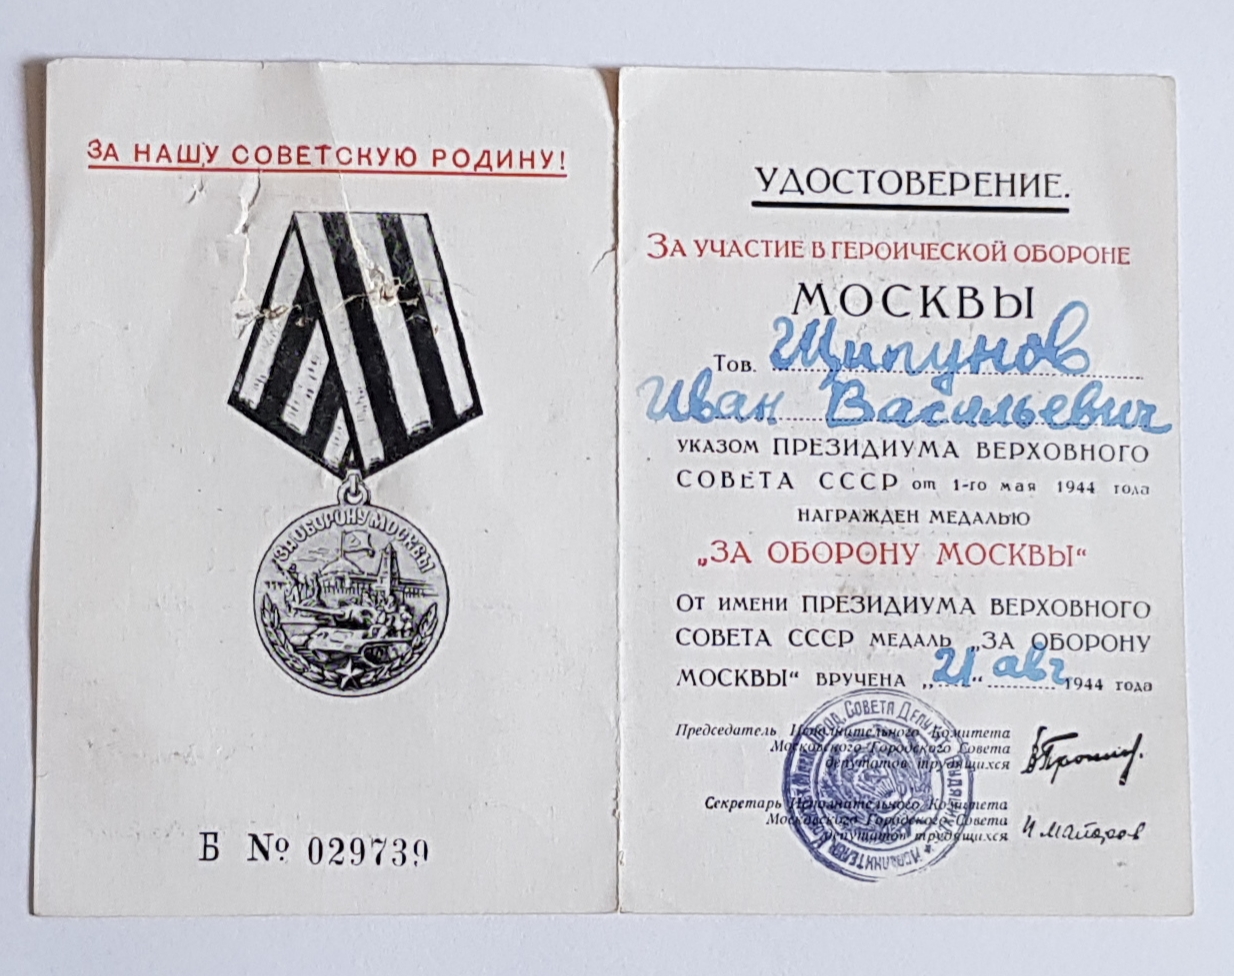 ЗА НАШУ СОВЕТСКУЮ РОДИНУ!
ЗА ОБОРОНУ МОСКВЫ
Б № 029739
УДОСТОВЕРЕНИЕ.
ЗА УЧАСТИЕ В ГЕРОИЧЕСКОЙ ОБОРОНЕ
МОСКВЫ
Тов. Щипунов
Иван Васильевич
УКАЗОМ ПРЕЗИДИУМА ВЕРХОВНОГО
СОВЕТА СССР от 1-го мая 1944 года
НАГРАЖДЕН МЕДАЛЬЮ
„ЗА ОБОРОНУ МОСКВЫ“
ОТ ИМЕНИ ПРЕЗИДИУМА ВЕРХОВНОГО
СОВЕТА СССР МЕДАЛЬ „ЗА ОБОРОНУ
МОСКВЫ“ ВРУЧЕНА „21“ авг 1944 года
Председатель Исполнительного Комитета
Московского Городского Совета
депутатов трудящихся
Секретарь Исполнительного Комитета
Московского Городского Совета
депутатов трудящихся